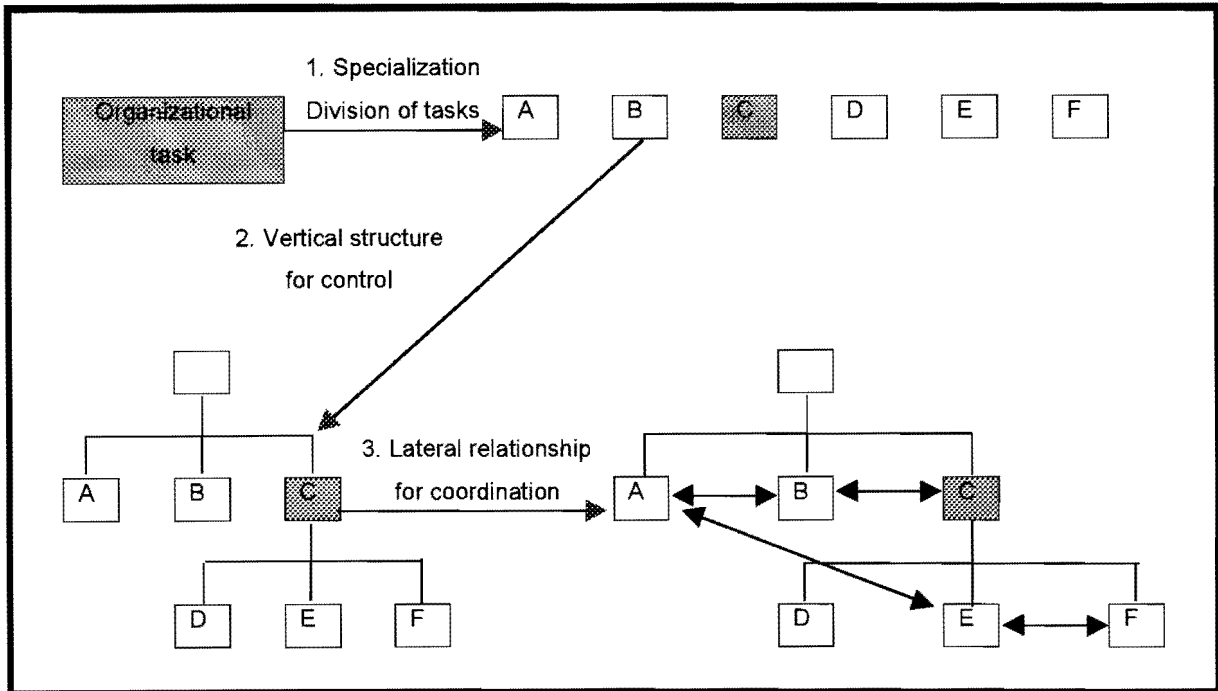 1. Specialization
Organizational
task
Division of tasks
A B C D E F
2. Vertical structure
for control
3. Lateral relationship
for coordination
A B C
D E F
A B C
D E F